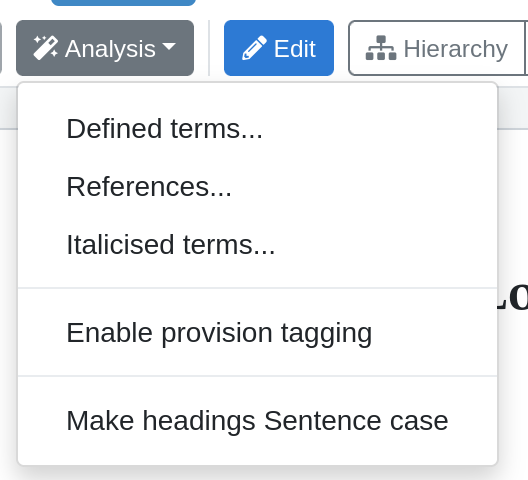 Analysis
Edit
Hierarchy
Defined terms...
References...
Italicised terms...
Enable provision tagging
Make headings Sentence case